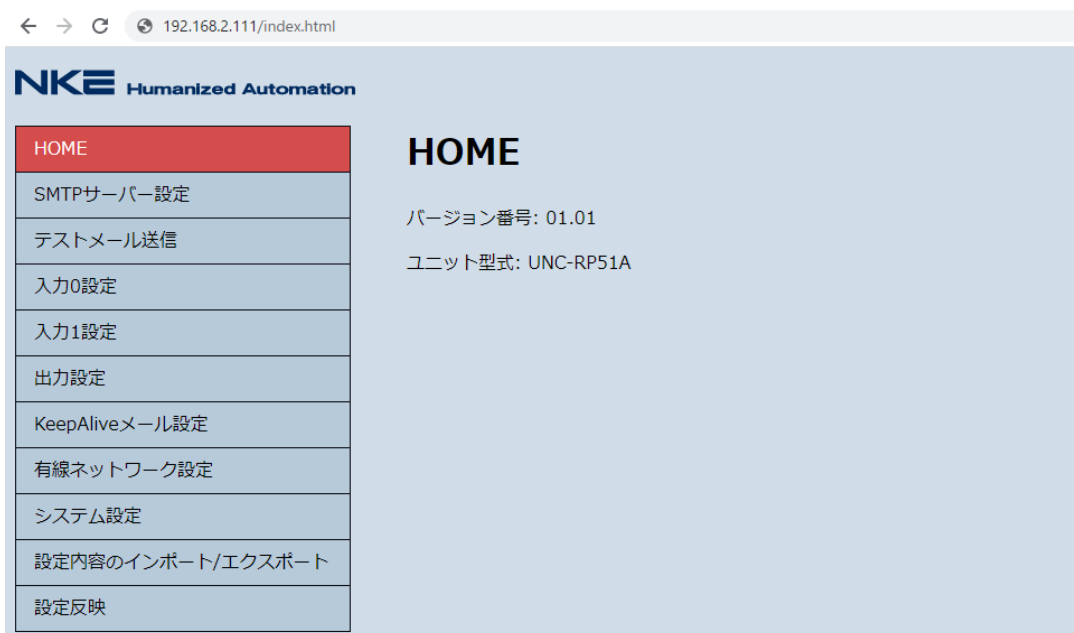 192.168.2.111/index.html
NKE Humanized Automation
HOME
SMTPサーバー設定
テストメール送信
入力0設定
入力1設定
出力設定
KeepAliveメール設定
有線ネットワーク設定
システム設定
設定内容のインポート/エクスポート
設定反映
HOME
バージョン番号: 01.01
ユニット型式: UNC-RP51A